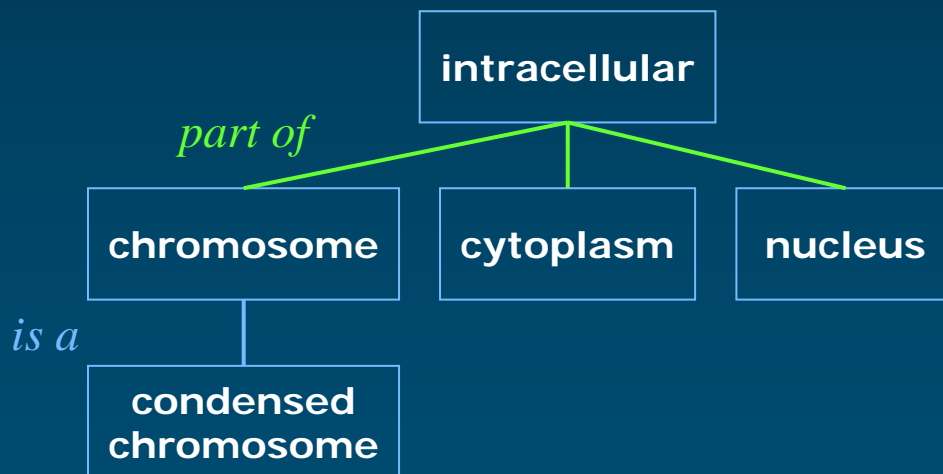 intracellular
part of
chromosome
cytoplasm
nucleus
is a
condensed
chromosome